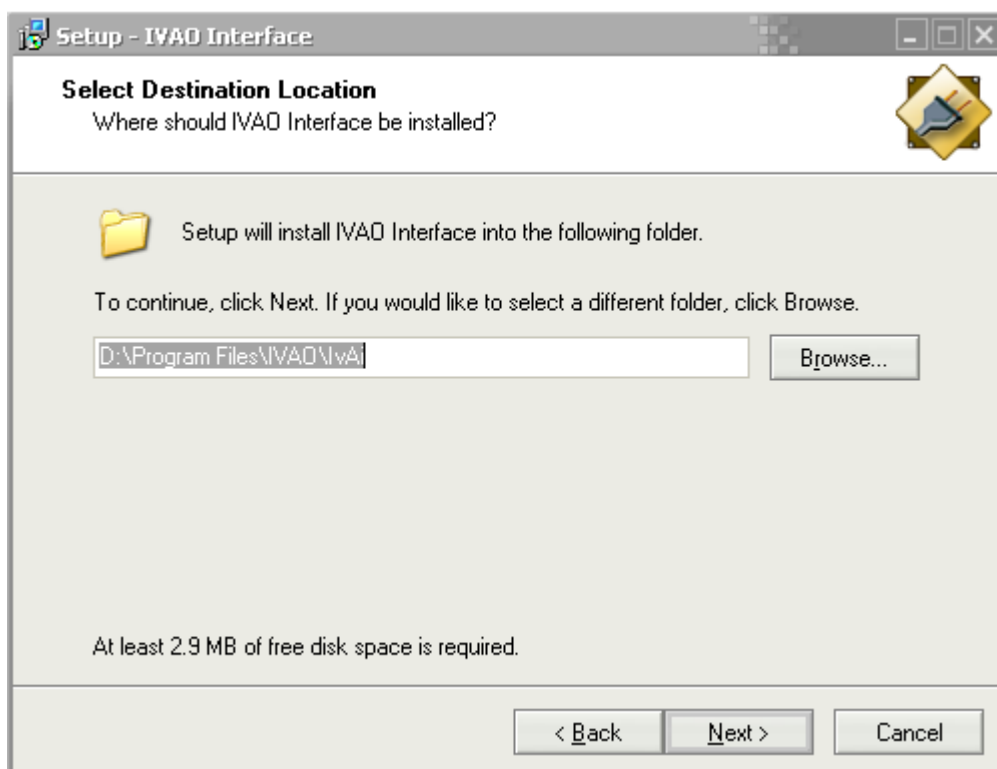 Setup - IVAO Interface
Select Destination Location
Where should IVAO Interface be installed?
Setup will install IVAO Interface into the following folder.
To continue, click Next. If you would like to select a different folder, click Browse.
D:\Program Files\IVAO\IvAi
Browse...
At least 2.9 MB of free disk space is required.
< Back Next > Cancel